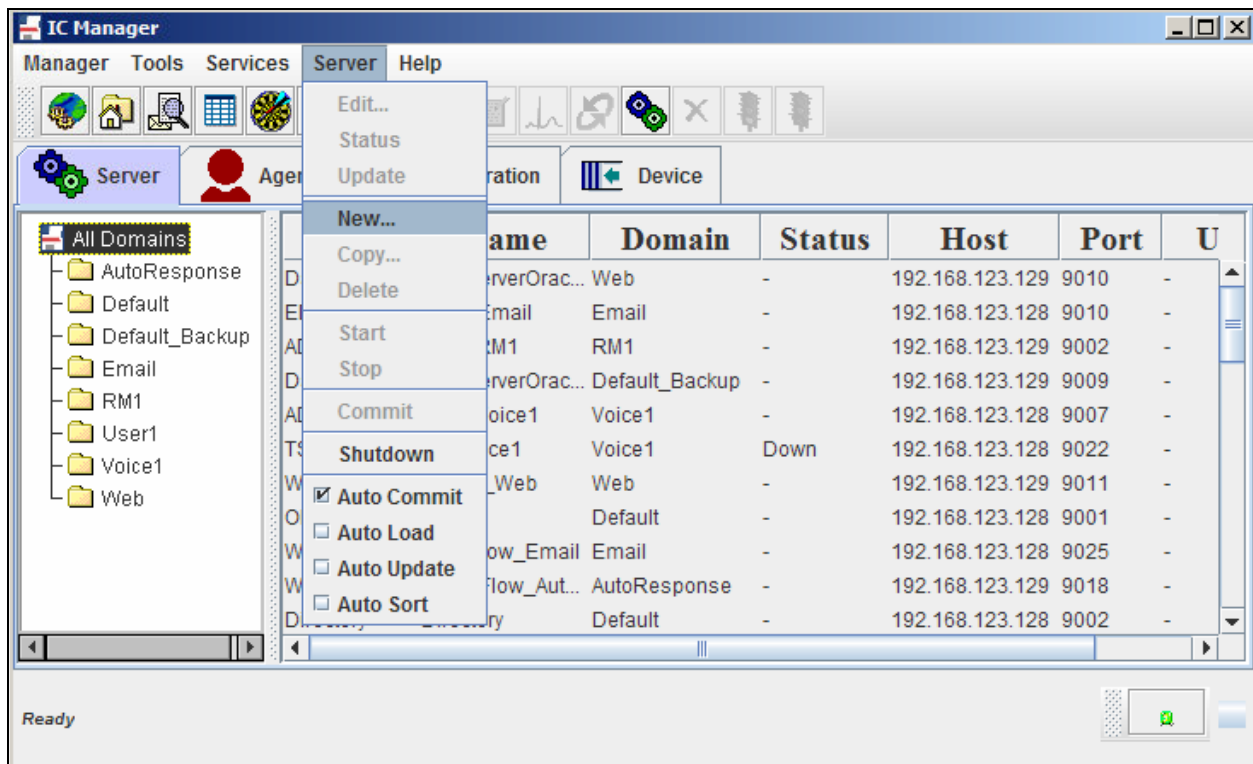 IC Manager
Manager Tools Services Server Help
Edit...
Status
Update
New...
Copy...
Delete
Start
Stop
Commit
Shutdown
Auto Commit
Auto Load
Auto Update
Auto Sort
Server Agen ration Device
All Domains
AutoResponse
Default
Default_Backup
Email
RM1
User1
Voice1
Web
ame Domain Status Host Port U
D erverOrac... Web - 192.168.123.129 9010 -
Email Email - 192.168.123.128 9010 -
RM1 RM1 - 192.168.123.129 9002 -
D erverOrac... Default_Backup - 192.168.123.129 9009 -
oice1 Voice1 - 192.168.123.128 9007 -
TS ce1 Voice1 Down 192.168.123.128 9022 -
W _Web Web - 192.168.123.129 9011 -
Default - 192.168.123.128 9001 -
W ow_Email Email - 192.168.123.128 9025 -
W Flow_Aut... AutoResponse - 192.168.123.129 9018 -
Directory Directory Default - 192.168.123.128 9002 -
Ready